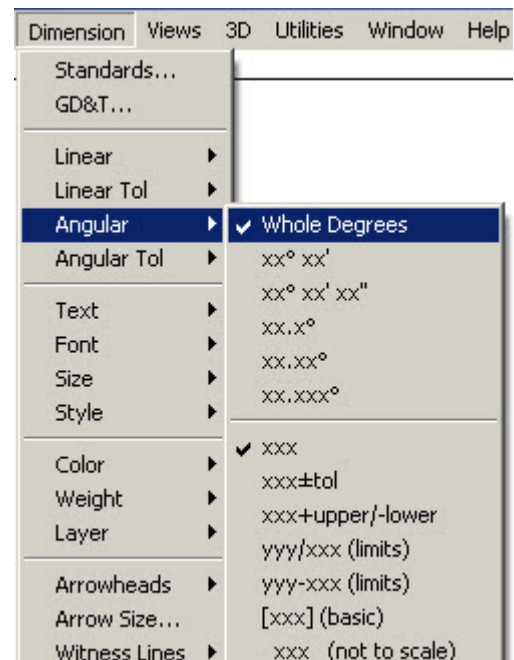 Dimension Views 3D Utilities Window Help
Standards...
GD&T...
Linear
Linear Tol
Angular
Angular Tol
Text
Font
Size
Style
Color
Weight
Layer
Arrowheads
Arrow Size...
Witness Lines
Whole Degrees
xx° xx'
xx° xx' xx"
xx.x°
xx.xx°
xx.xxx°
xxx
xxx±tol
xxx+upper/-lower
yyy/xxx (limits)
yyy-xxx (limits)
[xxx] (basic)
xxx (not to scale)